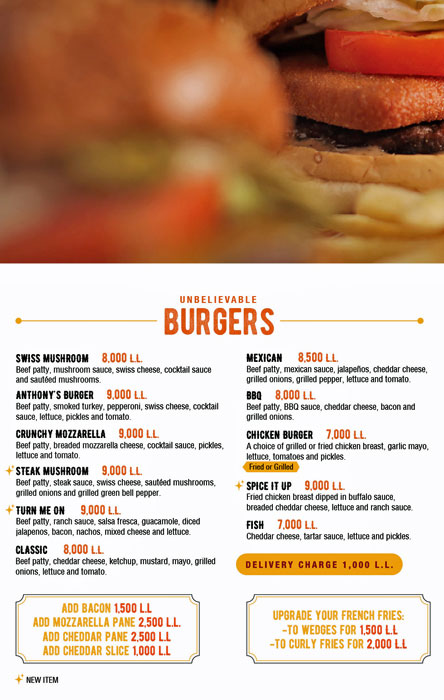 UNBELIEVABLE
BURGERS
SWISS MUSHROOM 8,000 L.L.
Beef patty, mushroom sauce, swiss cheese, cocktail sauce
and sautéed mushrooms.
ANTHONY'S BURGER 9,000 L.L.
Beef patty, smoked turkey, pepperoni, swiss cheese, cocktail
sauce, lettuce, pickles and tomato.
CRUNCHY MOZZARELLA 9,000 L.L.
Beef patty, breaded mozzarella cheese, cocktail sauce, pickles,
lettuce and tomato.
STEAK MUSHROOM 9,000 L.L.
Beef patty, steak sauce, swiss cheese, sautéd mushrooms,
grilled onions and grilled green bell pepper.
TURN ME ON 9,000 L.L.
Beef patty, ranch sauce, salsa fresca, guacamole, diced
jalapenos, bacon, nachos, mixed cheese and lettuce.
CLASSIC 8,000 L.L.
Beef patty, cheddar cheese, ketchup, mustard, mayo, grilled
onions, lettuce and tomato.
MEXICAN 8,500 L.L.
Beef patty, mexican sauce, jalapeños, cheddar cheese,
grilled onions, grilled pepper, lettuce and tomato.
BBQ 8,000 L.L.
Beef patty, BBQ sauce, cheddar cheese, bacon and
grilled onions.
CHICKEN BURGER 7,000 L.L.
A choice of grilled or fried chicken breast, garlic mayo,
lettuce, tomatoes and pickles.
Fried or Grilled
SPICE IT UP 9,000 L.L.
Fried chicken breast dipped in buffalo sauce,
breaded cheddar cheese, lettuce and ranch sauce.
FISH 7,000 L.L.
Cheddar cheese, tartar sauce, lettuce and pickles.
DELIVERY CHARGE 1,000 L.L.
ADD BACON 1,500 L.L
ADD MOZZARELLA PANE 2,500 L.L.
ADD CHEDDAR PANE 2,500 L.L
ADD CHEDDAR SLICE 1,000 L.L
UPGRADE YOUR FRENCH FRIES:
-TO WEDGES FOR 1,500 L.L
-TO CURLY FRIES FOR 2,000 L.L
NEW ITEM